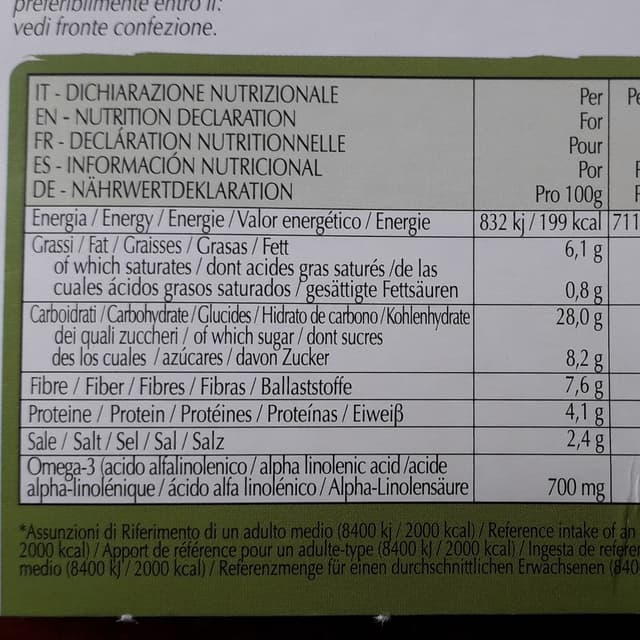 preferibilmente entro il:
vedi fronte confezione.
IT - DICHIARAZIONE NUTRIZIONALE Per
EN - NUTRITION DECLARATION For
FR - DECLÁRATION NUTRITIONNELLE Pour
ES - INFORMACIÓN NUTRICIONAL Por
DE - NÄHRWERTDEKLARATION Pro 100g
Energia / Energy / Energie / Valor energético / Energie 832 kj / 199 kcal 711
Grassi / Fat / Graisses / Grasas / Fett 6,1 g
of which saturates / dont acides gras saturés /de las
cuales ácidos grasos saturados / gesättigte Fettsäuren 0,8 g
Carboidrati / Carbohydrate / Glucides / Hidrato de carbono / Kohlenhydrate 28,0 g
dei quali zuccheri / of which sugar / dont sucres
des los cuales / azúcares / davon Zucker 8,2 g
Fibre / Fiber / Fibres / Fibras / Ballaststoffe 7,6 g
Proteine / Protein / Protéines / Proteínas / Eiweiß 4,1 g
Sale / Salt / Sel / Sal / Salz 2,4 g
Omega-3 (acido alfalinolenico / alpha linolenic acid /acide
alpha-linolénique / ácido alfa linolénico / Alpha-Linolensäure 700 mg
*Assunzioni di Riferimento di un adulto medio (8400 kj / 2000 kcal) / Reference intake of an
2000 kcal) / Apport de référence pour un adulte-type (8400 kJ / 2000 kcal) / Ingesta de
medio (8400 kJ / 2000 kcal) / Referenzmenge für einen durchschnittlichen Erwachsenen (840